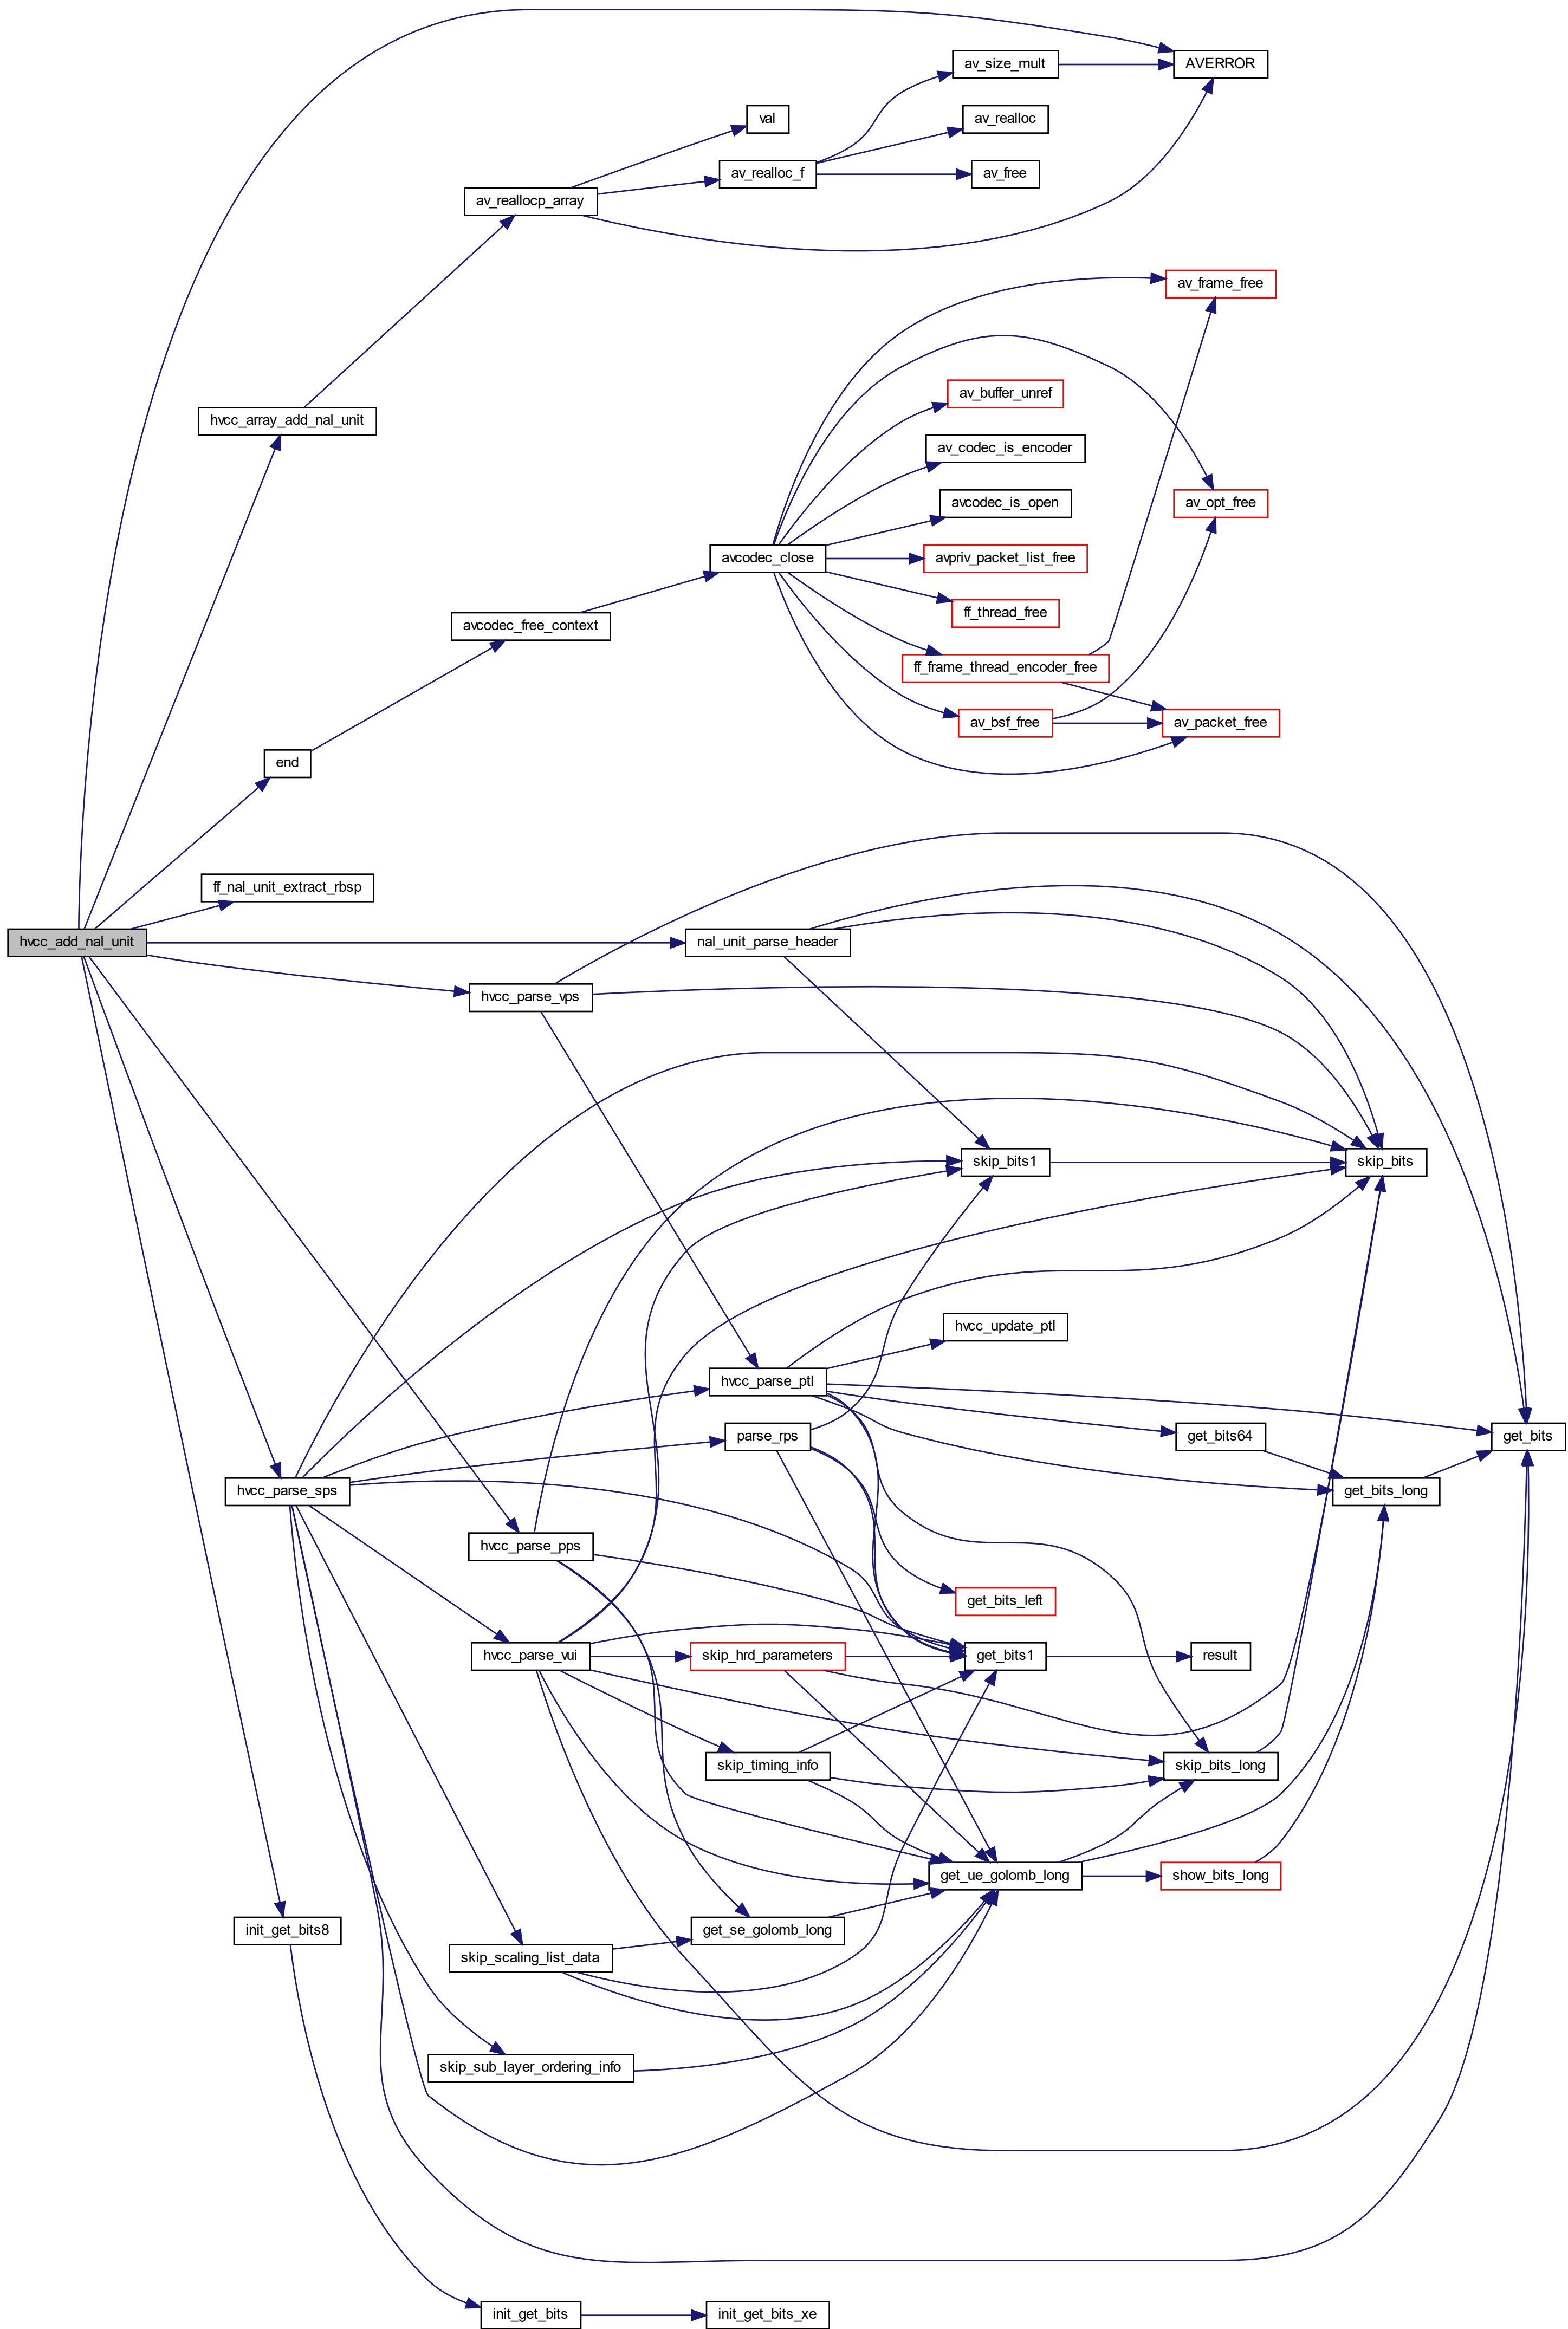 av_size_mult
AVERROR
val
av_realloc
av_realloc_f
av_free
av_reallocp_array
av_frame_free
av_buffer_unref
hvcc_array_add_nal_unit
av_codec_is_encoder
avcodec_is_open
av_opt_free
avcodec_close
avpriv_packet_list_free
ff_thread_free
avcodec_free_context
ff_frame_thread_encoder_free
av_bsf_free
av_packet_free
end
ff_nal_unit_extract_rbsp
hvcc_add_nal_unit
nal_unit_parse_header
hvcc_parse_vps
skip_bits1
skip_bits
hvcc_update_ptl
hvcc_parse_ptl
parse_rps
get_bits64
get_bits
hvcc_parse_sps
get_bits_long
hvcc_parse_pps
get_bits_left
hvcc_parse_vui
skip_hrd_parameters
get_bits1
result
skip_timing_info
skip_bits_long
get_ue_golomb_long
show_bits_long
init_get_bits8
get_se_golomb_long
skip_scaling_list_data
skip_sub_layer_ordering_info
init_get_bits
init_get_bits_xe